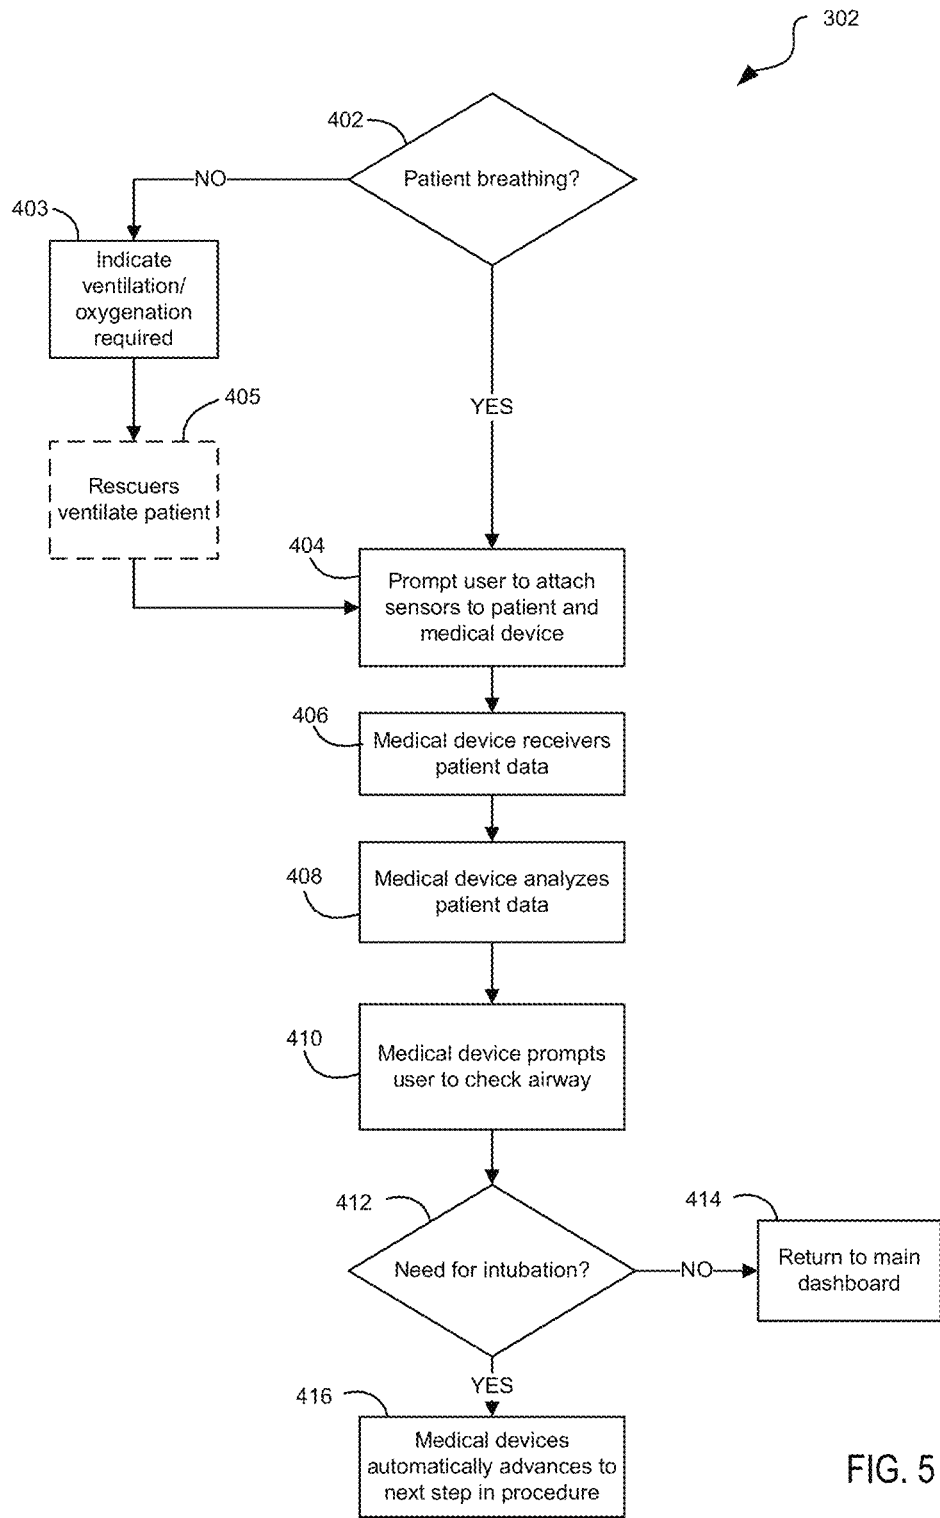 302
402
Patient breathing?
NO
403
Indicate
ventilation/
oxygenation
required
YES
405
Rescuers
ventilate patient
404
Prompt user to attach
sensors to patient and
medical device
406
Medical device receivers
patient data
408
Medical device analyzes
patient data
410
Medical device prompts
user to check airway
412
Need for intubation?
NO
414
Return to main
dashboard
YES
416
Medical devices
automatically advances to
next step in procedure
FIG. 5